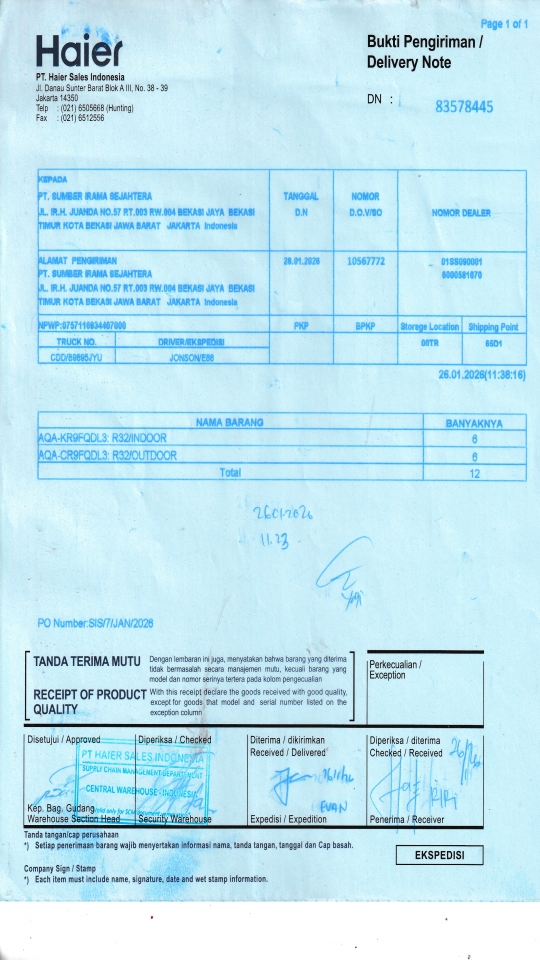 Page 1 of 1
Haier
Bukti Pengiriman /
Delivery Note
PT. Haier Sales Indonesia
Jl. Danau Sunter Barat Blok A III, No. 38 - 39
Jakarta 14350
Telp : (021) 6505668 (Hunting)
Fax : (021) 6512556
DN : 83578445
KEPADA
PT. SUMBER IRAMA SEJAHTERA
JL. IR.H. JUANDA NO.57 RT.003 RW.004 BEKASI JAYA BEKASI
TIMUR KOTA BEKASI JAWA BARAT JAKARTA Indonesia
TANGGAL
D.N
NOMOR
D.O.V/SO
NOMOR DEALER
ALAMAT PENGIRIMAN
PT. SUMBER IRAMA SEJAHTERA
JL. IR.H. JUANDA NO.57 RT.003 RW.004 BEKASI JAYA BEKASI
TIMUR KOTA BEKASI JAWA BARAT JAKARTA Indonesia
26.01.2026
10567772
PKP
BPKP
Storage Location
Shipping Point
TRUCK NO.
DRIVER/EKSPEDISI
00TR
65D1
JONSON/E86
26.01.2026(11:38:16)
NAMA BARANG
BANYAKNYA
AQA-KR9FQDL3: R32/INDOOR
6
AQA-CR9FQDL3: R32/OUTDOOR
6
Total
12
26.01.2026
11.23
PO Number:SIS/7/JAN/2026
TANDA TERIMA MUTU
Dengan lembaran ini juga, menyatakan bahwa barang yang diterima
tidak bermasalah secara manajemen mutu, kecuali barang yang
model dan nomor serinya tertera pada kolom pengecualian
RECEIPT OF PRODUCT
QUALITY
With this receipt declare the goods received with good quality,
except for goods that model and serial number listed on the
exception column
Perkecualian /
Exception
Disetujui / Approved
Diperiksa / Checked
Diterima / dikirimkan
Received / Delivered
Diperiksa / diterima
Checked / Received
PT HAIER SALES INDONESIA
SUPPLY CHAIN MANAGEMENT DEPARTMENT
CENTRAL WAREHOUSE - INDONESIA
RIRI
Kep. Bag. Gudang
Warehouse Section Head
Security Warehouse
Expedisi / Expedition
Penerima / Receiver
Tanda tangan/cap perusahaan
*) Setiap penerimaan barang wajib menyertakan informasi nama, tanda tangan, tanggal dan Cap basah.
EKSPEDISI
Company Sign / Stamp
*) Each item must include name, signature, date and wet stamp information.